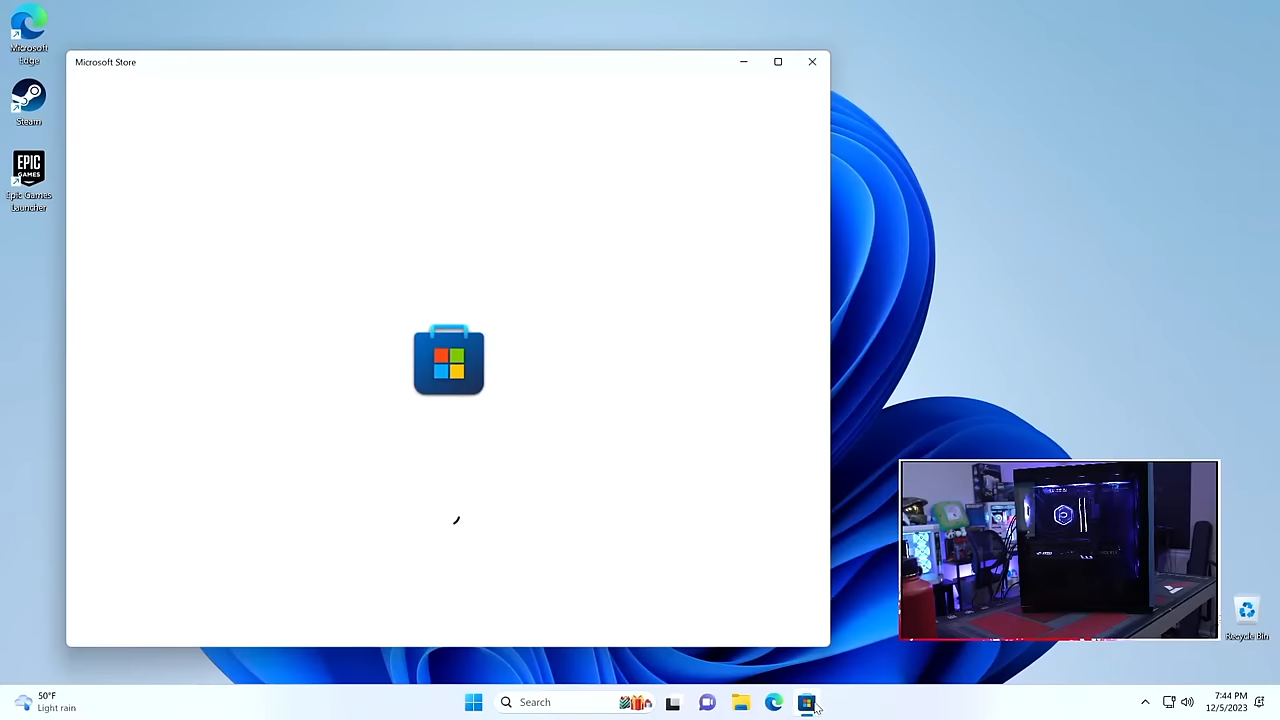 Microsoft
Edge
Steam
EPIC
GAMES
Epic Games
Launcher
Microsoft Store
Recycle Bin
50°F
Light rain
Search
7:44 PM
12/5/2023